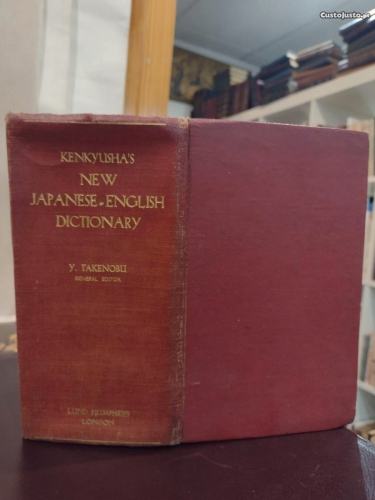 CustoJusto.pt
KENKYUSHA'S
NEW
JAPANESE-ENGLISH
DICTIONARY
Y. TAKENOBU
GENERAL EDITOR
LUND HUMPHRIES
LONDON